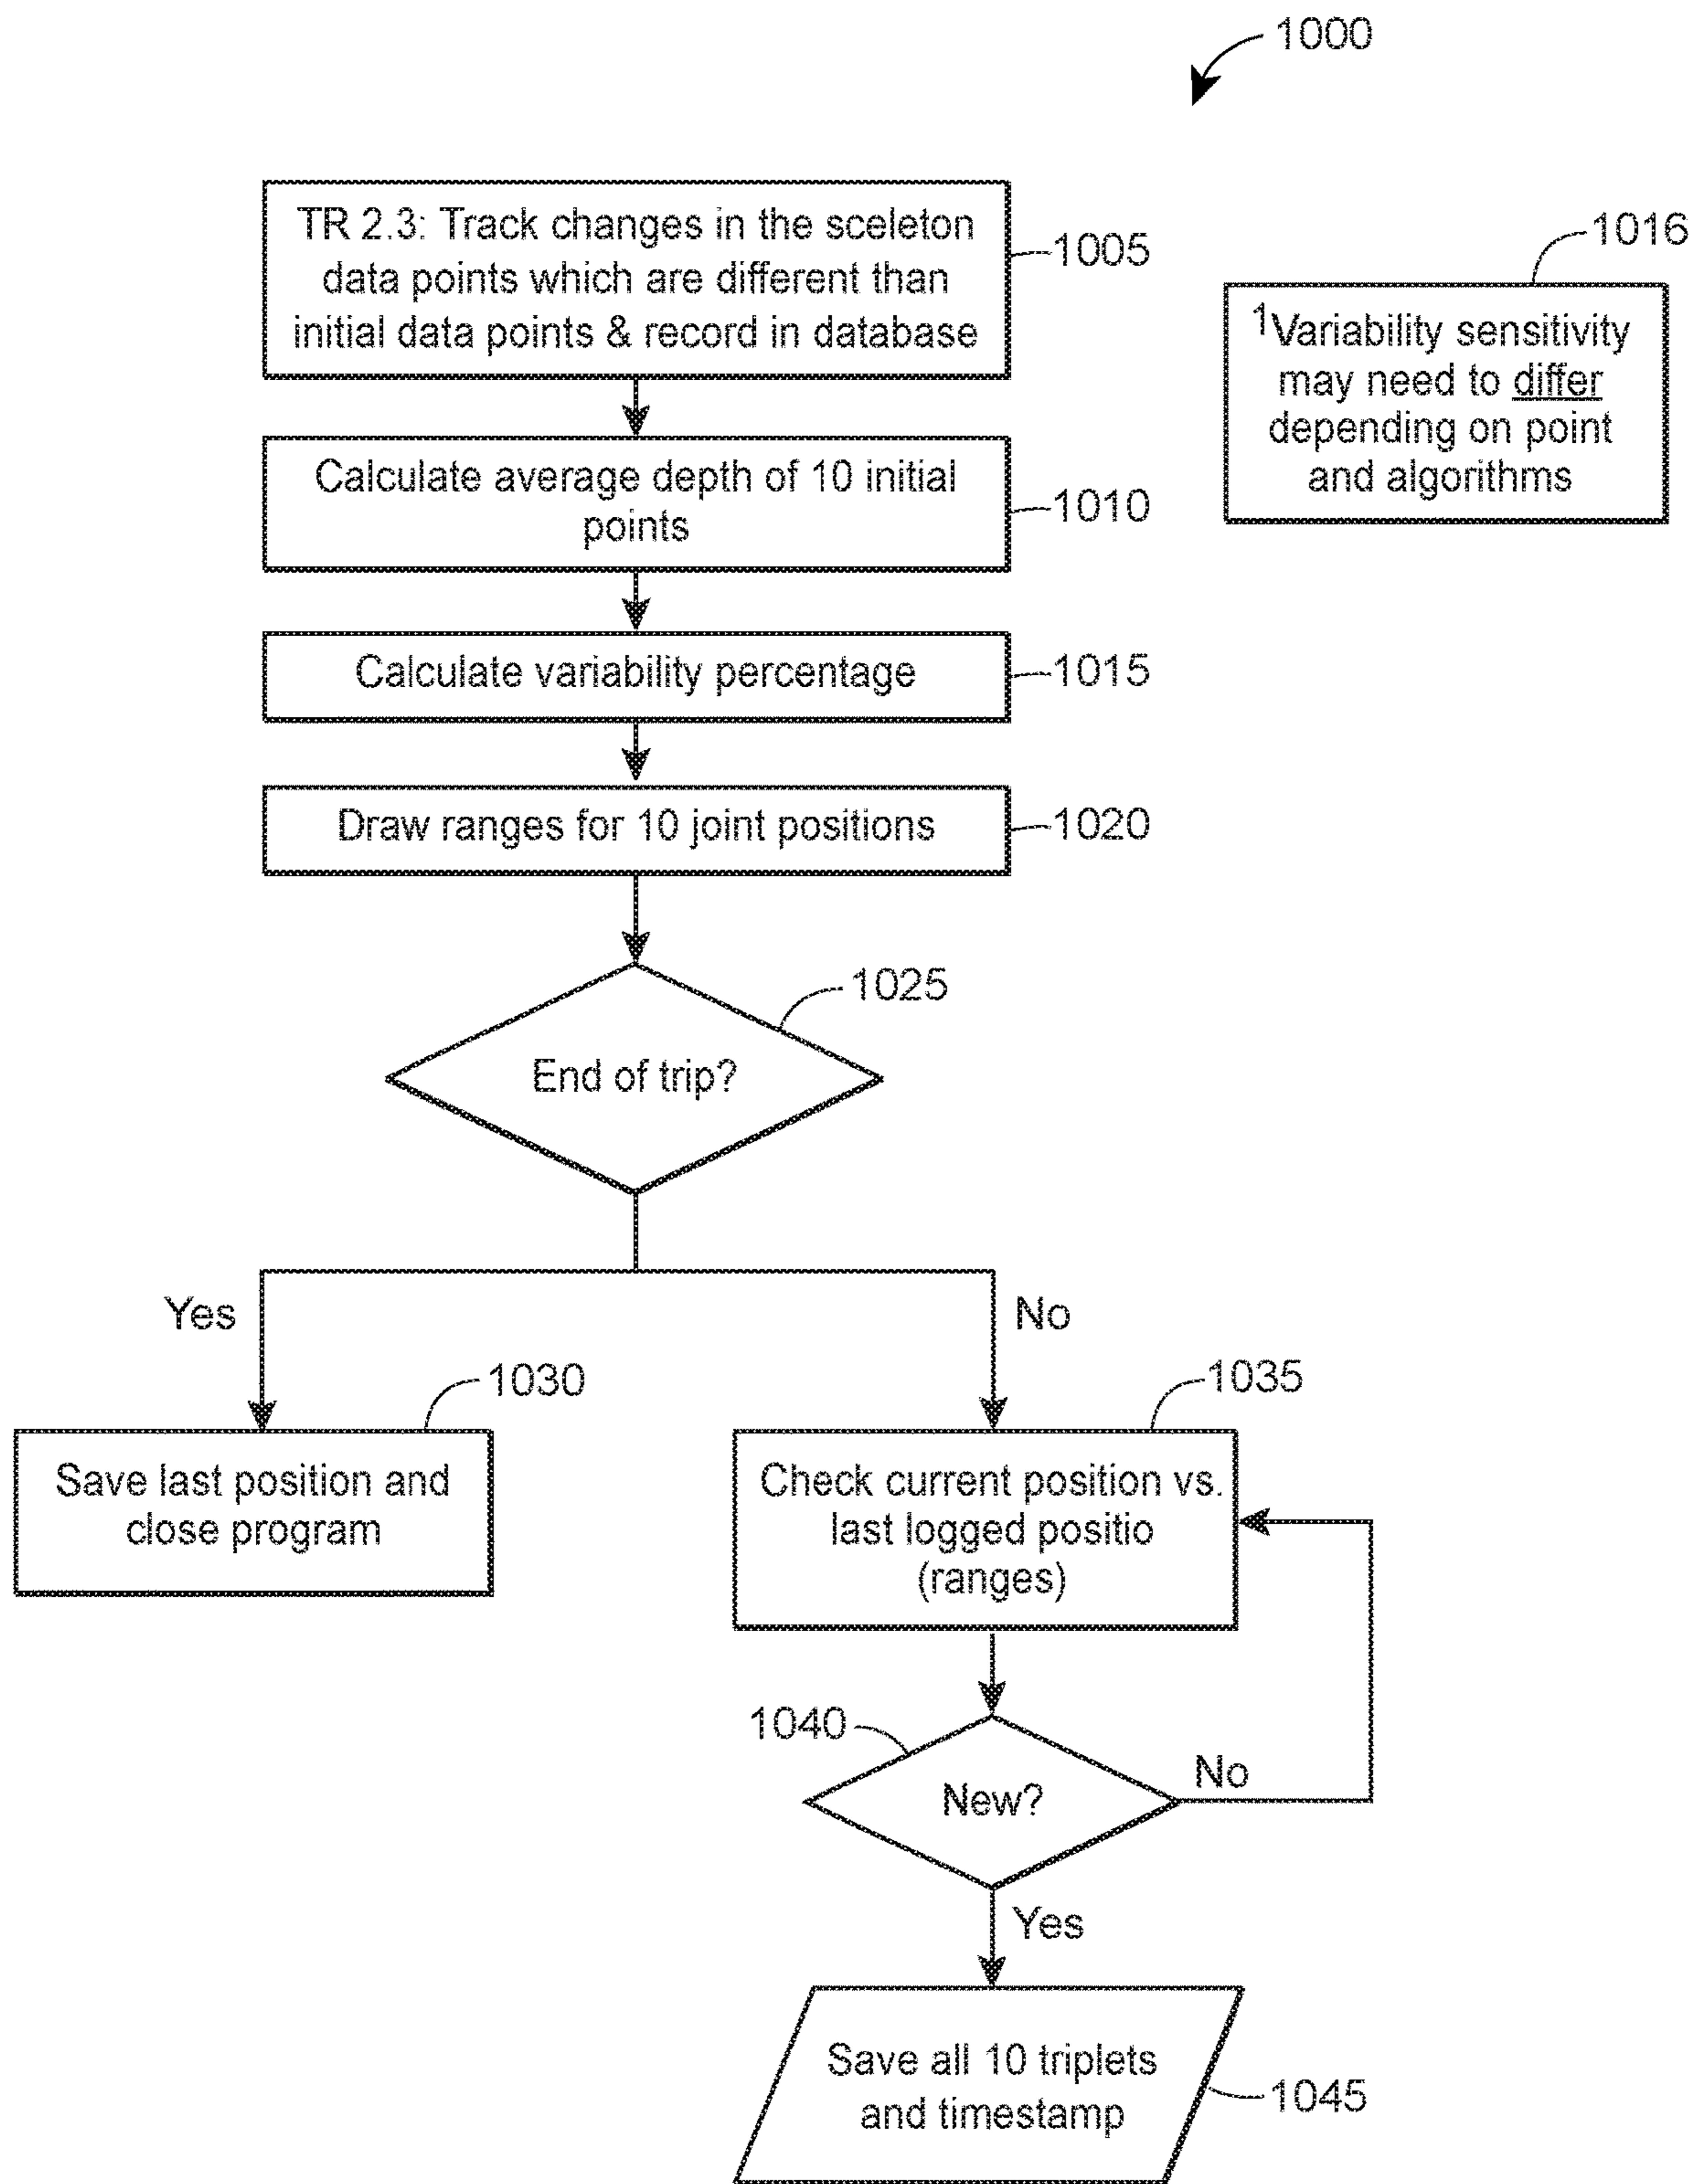 1000
TR 2.3: Track changes in the sceleton
data points which are different than
initial data points & record in database
1005
1016
1Variability sensitivity
may need to differ
depending on point
and algorithms
Calculate average depth of 10 initial
points
1010
Calculate variability percentage
1015
Draw ranges for 10 joint positions
1020
1025
End of trip?
Yes
No
1030
Save last position and
close program
1035
Check current position vs.
last logged positio
(ranges)
1040
New?
No
Yes
Save all 10 triplets
and timestamp
1045